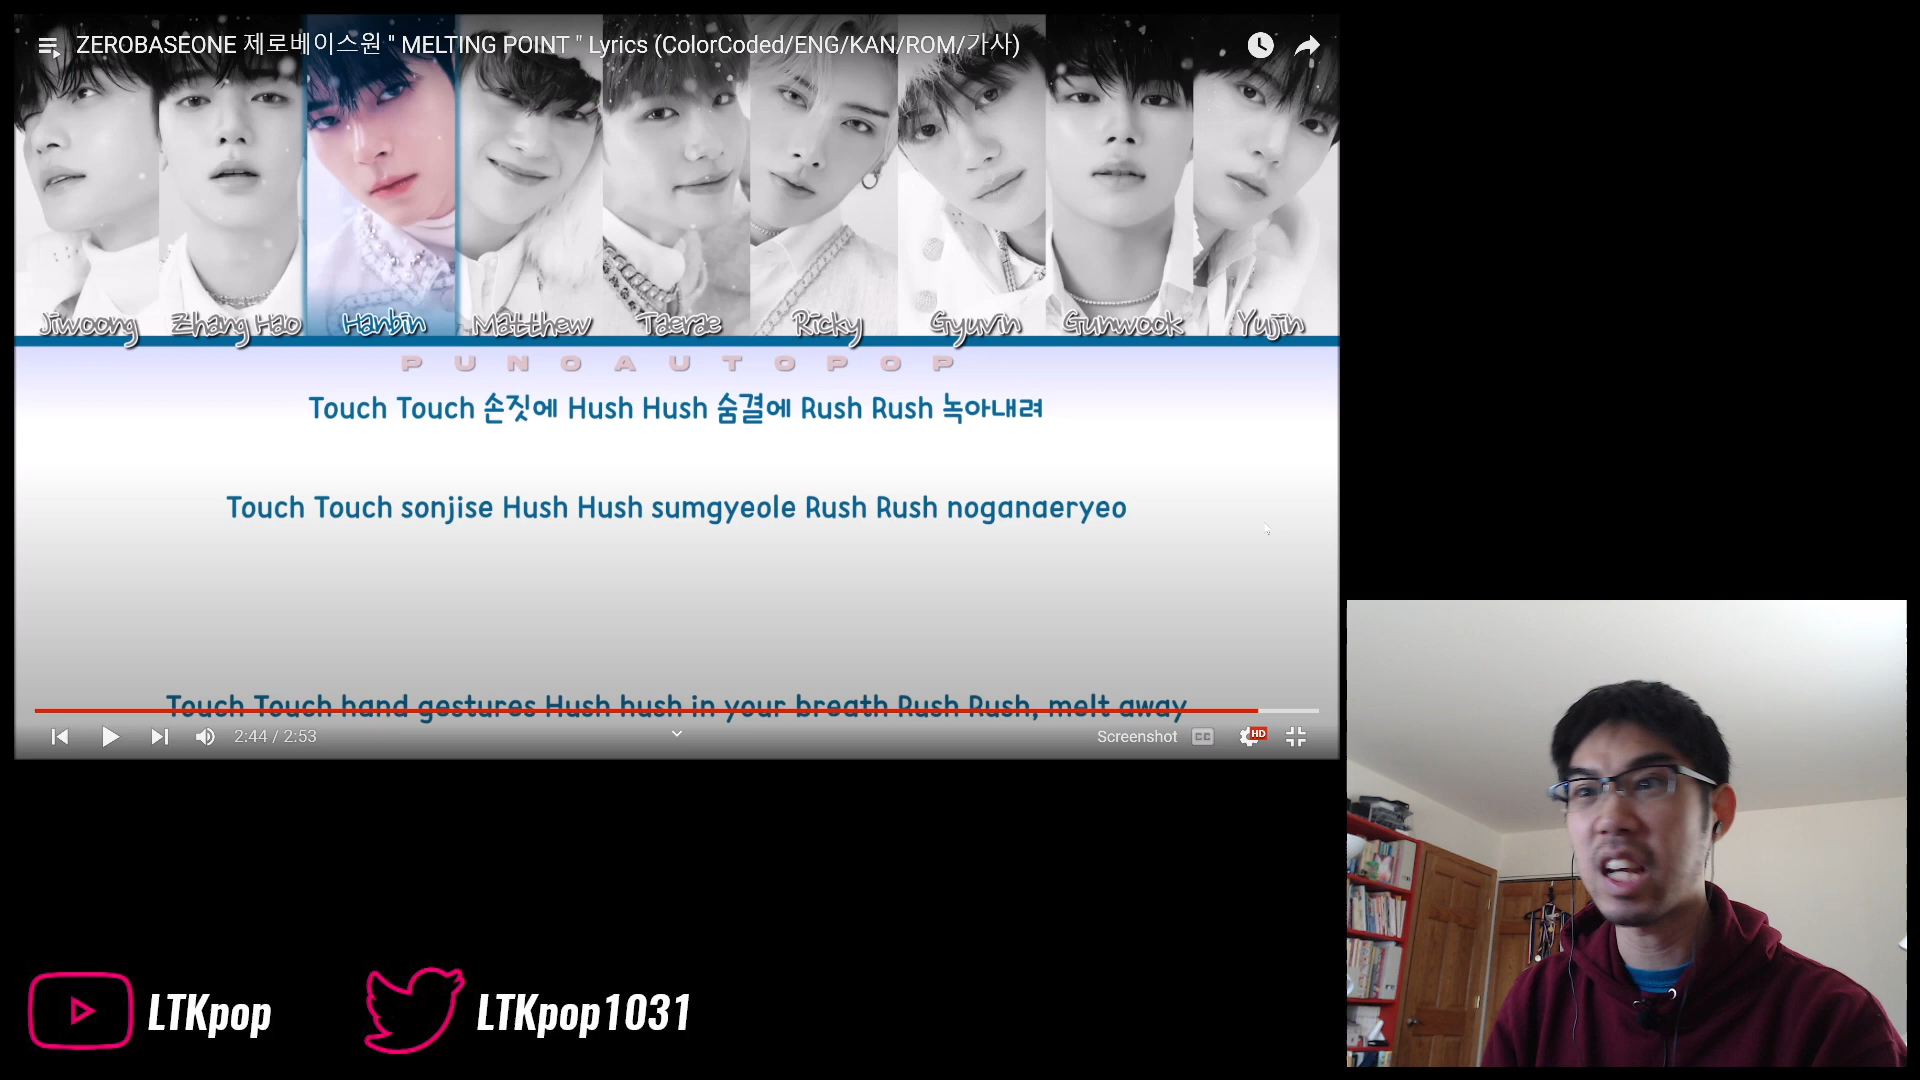 ZEROBASEONE 제로베이스원 " MELTING POINT " Lyrics (ColorCoded/ENG/KAN/ROM/가사)
Jiwoong Zhang Hao Hanbin Matthew Taerae Ricky Gyuvin Gunwook Yujin
PUNOAUTOPOP
Touch Touch 손짓에 Hush Hush 숨결에 Rush Rush 녹아내려
Touch Touch sonjise Hush Hush sumgyeole Rush Rush noganaeryeo
Touch Touch hand gestures Hush hush in your breath Rush Rush, melt away
2:44 / 2:53 Screenshot CC HD
LTKpop LTKpop1031